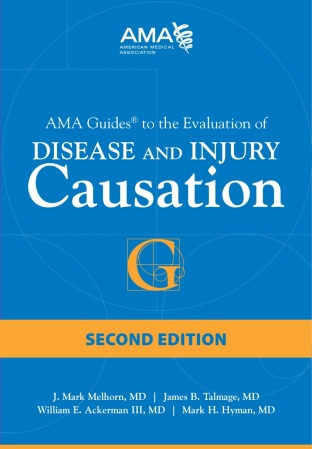 AMA
AMERICAN MEDICAL
ASSOCIATION
AMA Guides® to the Evaluation of
DISEASE AND INJURY
Causation
G
SECOND EDITION
J. Mark Melhorn, MD | James B. Talmage, MD
William E. Ackerman III, MD | Mark H. Hyman, MD